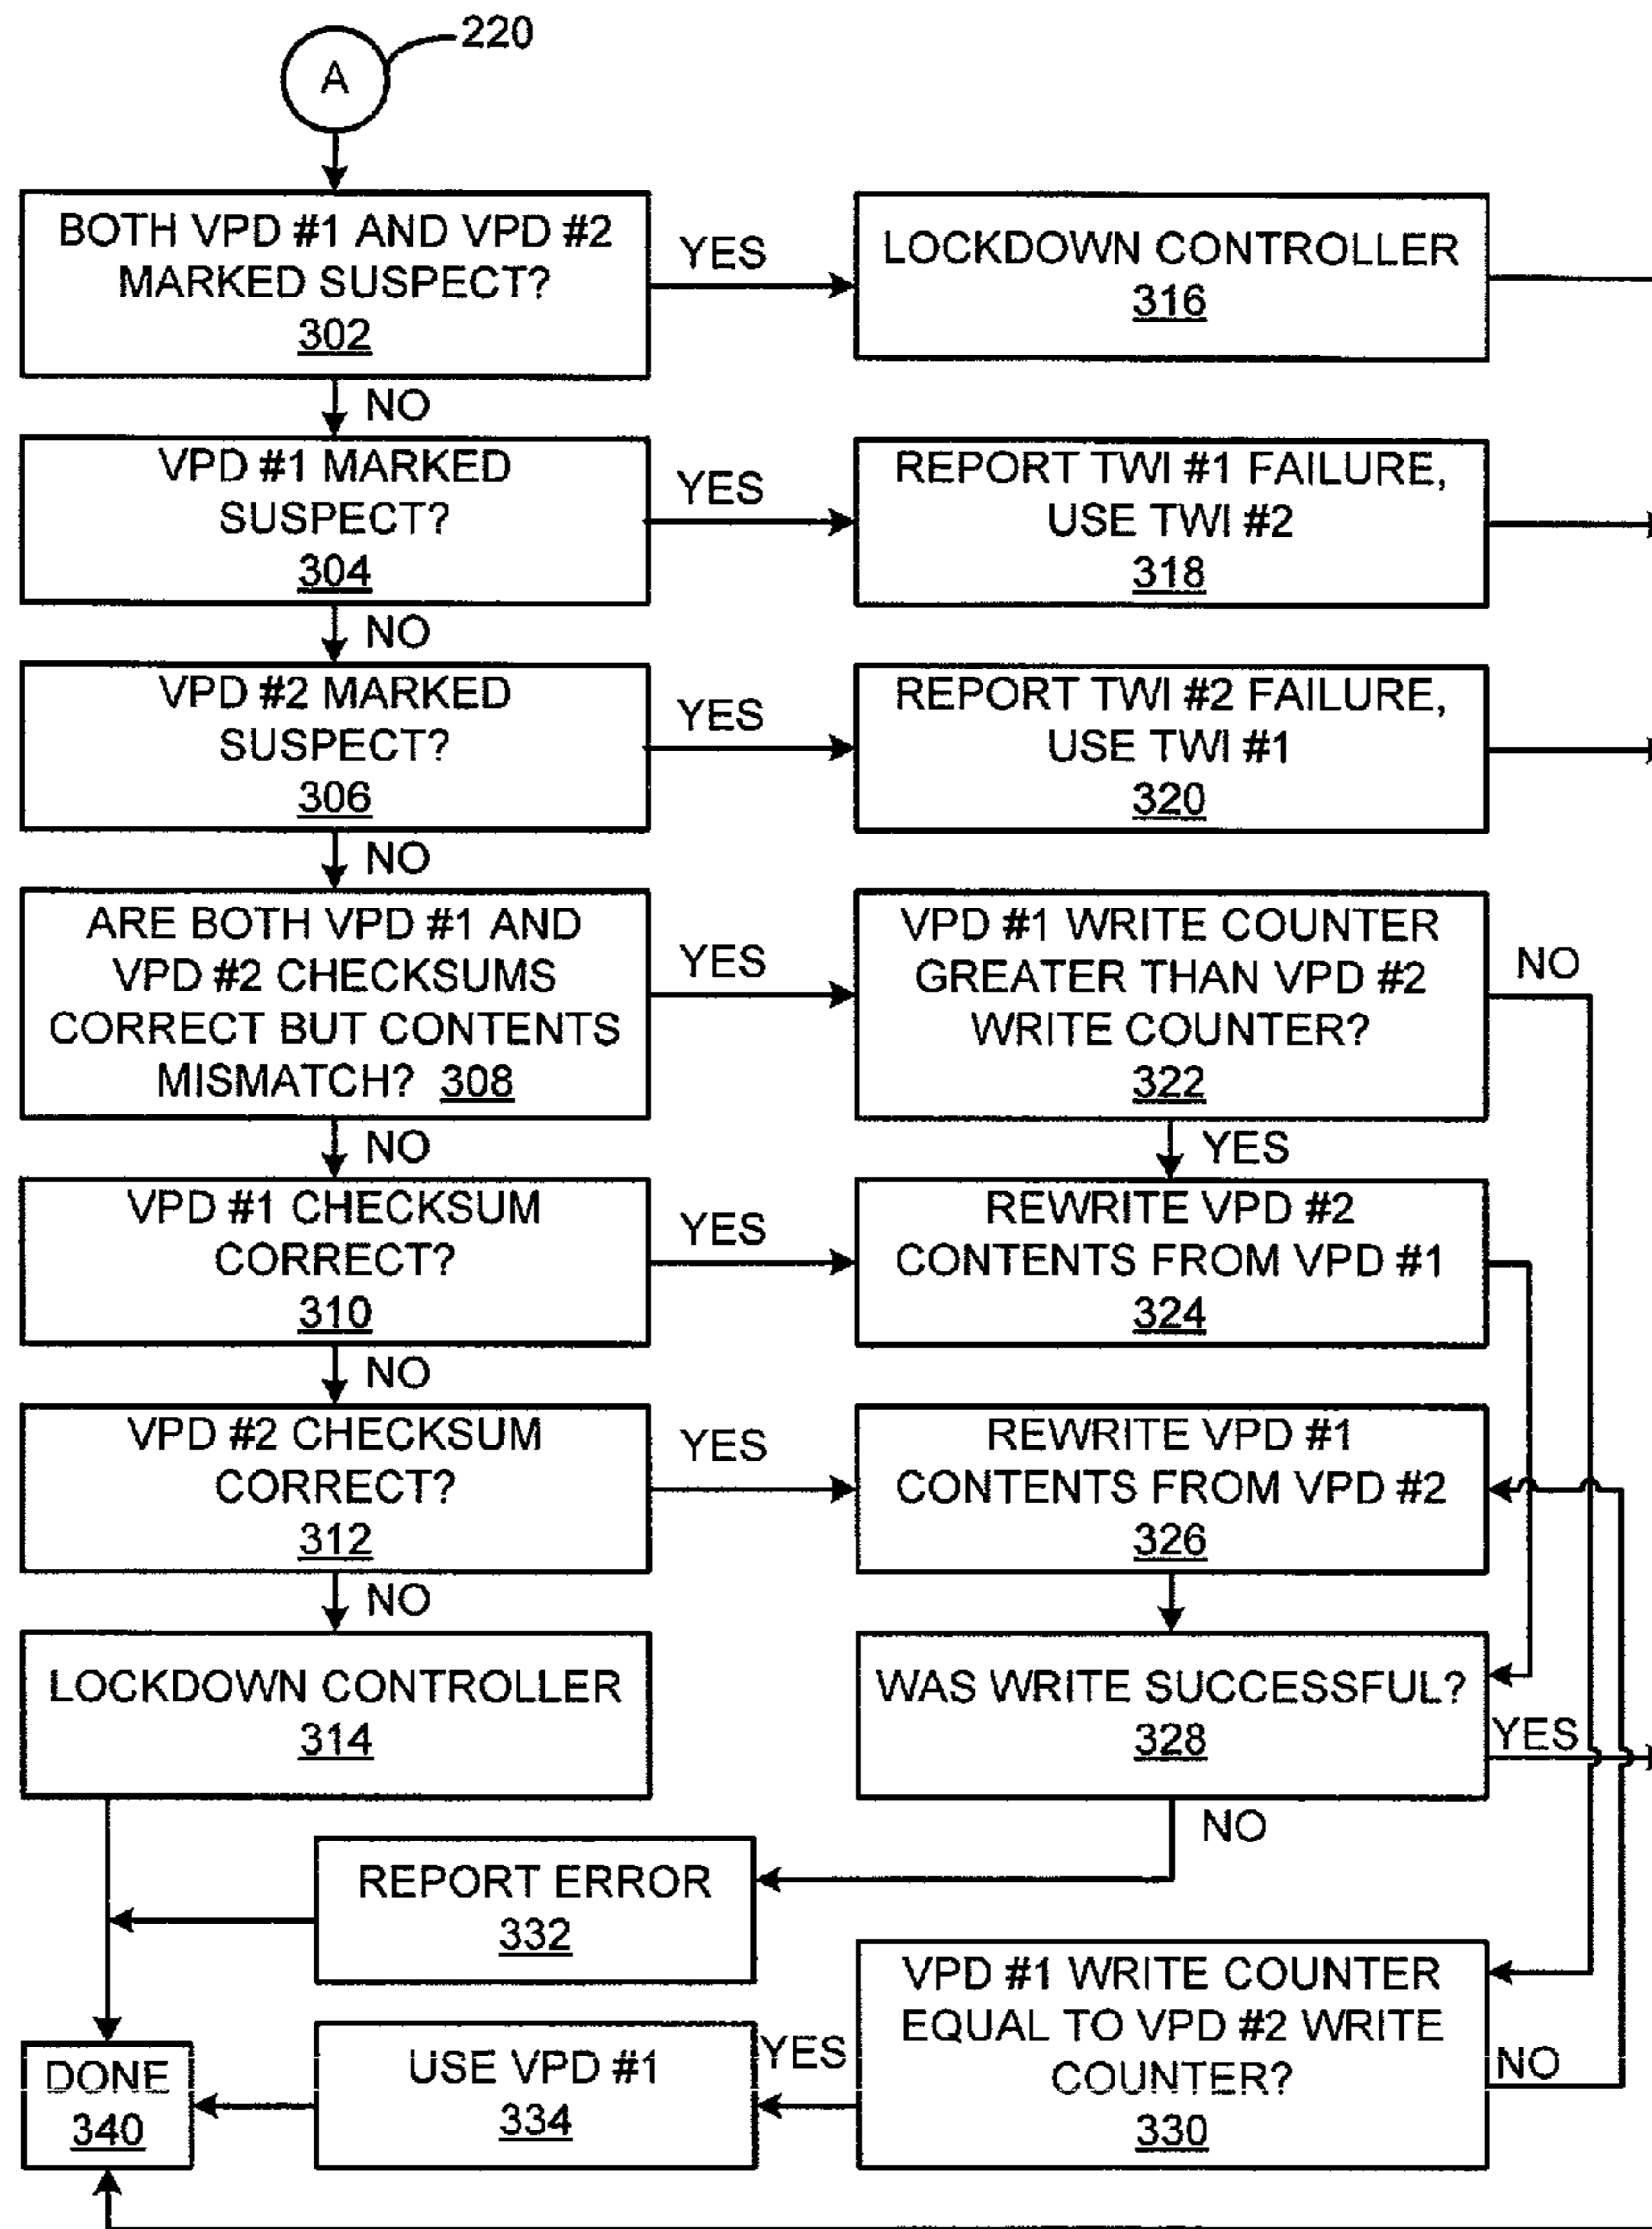 220
A
BOTH VPD #1 AND VPD #2
MARKED SUSPECT?
302
YES
LOCKDOWN CONTROLLER
316
NO
VPD #1 MARKED
SUSPECT?
304
YES
REPORT TWI #1 FAILURE,
USE TWI #2
318
NO
VPD #2 MARKED
SUSPECT?
306
YES
REPORT TWI #2 FAILURE,
USE TWI #1
320
NO
ARE BOTH VPD #1 AND
VPD #2 CHECKSUMS
CORRECT BUT CONTENTS
MISMATCH? 308
YES
VPD #1 WRITE COUNTER
GREATER THAN VPD #2
WRITE COUNTER?
322
NO
NO
YES
VPD #1 CHECKSUM
CORRECT?
310
YES
REWRITE VPD #2
CONTENTS FROM VPD #1
324
NO
VPD #2 CHECKSUM
CORRECT?
312
YES
REWRITE VPD #1
CONTENTS FROM VPD #2
326
NO
LOCKDOWN CONTROLLER
314
WAS WRITE SUCCESSFUL?
328
YES
NO
REPORT ERROR
332
VPD #1 WRITE COUNTER
EQUAL TO VPD #2 WRITE
COUNTER?
330
NO
YES
USE VPD #1
334
DONE
340